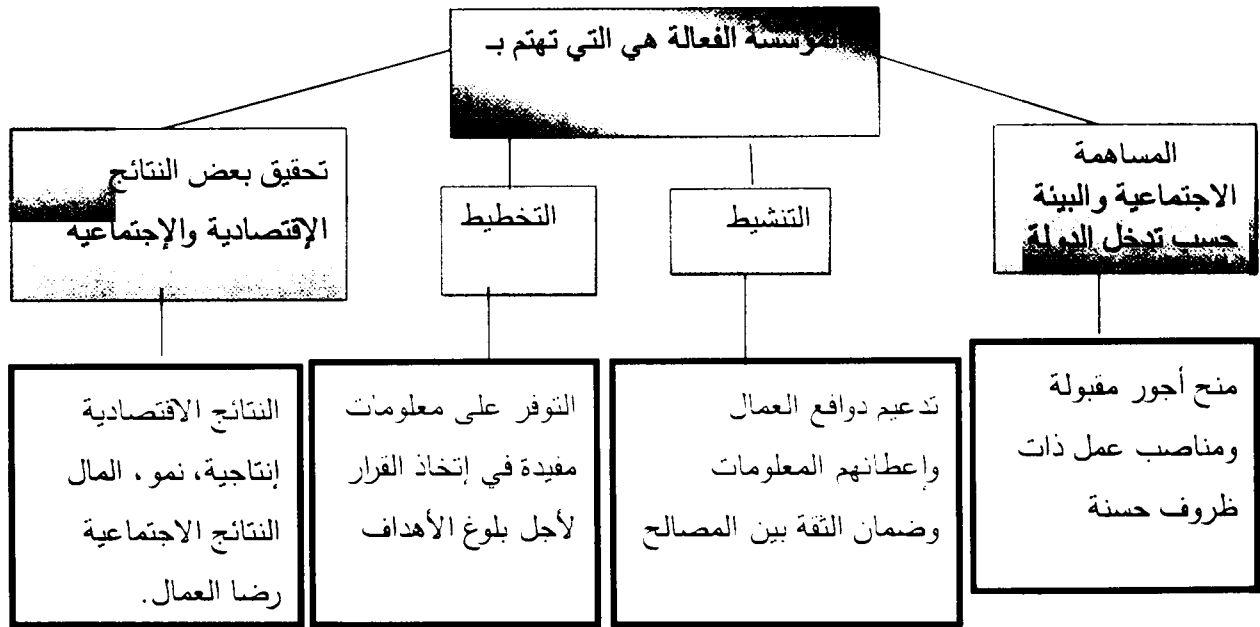 المؤسسة الفعالة هي التي تهتم بـ
المساهمة
الاجتماعية والبيئة
حسب تدخل الدولة
التنشيط
التخطيط
تحقيق بعض النتائج
الإقتصادية والإجتماعيه
منح أجور مقبولة
ومناصب عمل ذات
ظروف حسنة
تدعيم دوافع العمال
وإعطائهم المعلومات
وضمان الثقة بين المصالح
التوفر على معلومات
مفيدة في إتخاذ القرار
لأجل بلوغ الأهداف
النتائج الاقتصادية
إنتاجية، نمو، المال
النتائج الاجتماعية
رضا العمال.